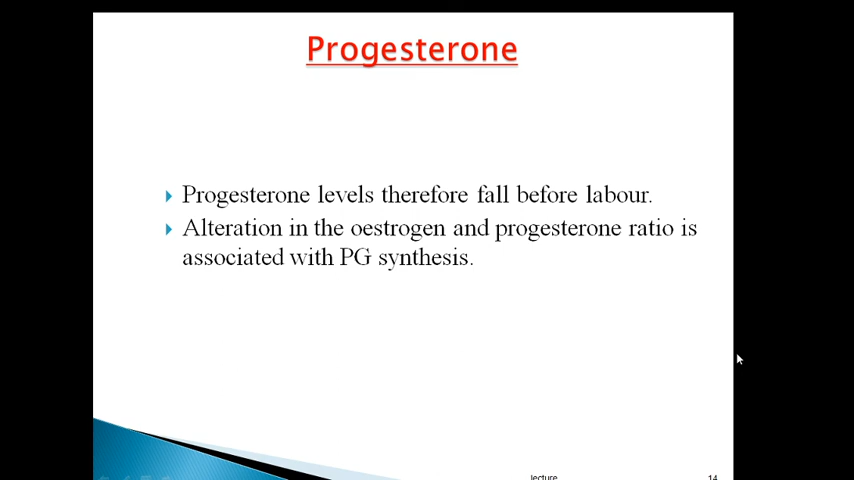 Progesterone
Progesterone levels therefore fall before labour.
Alteration in the oestrogen and progesterone ratio is
associated with PG synthesis.
lecture
14